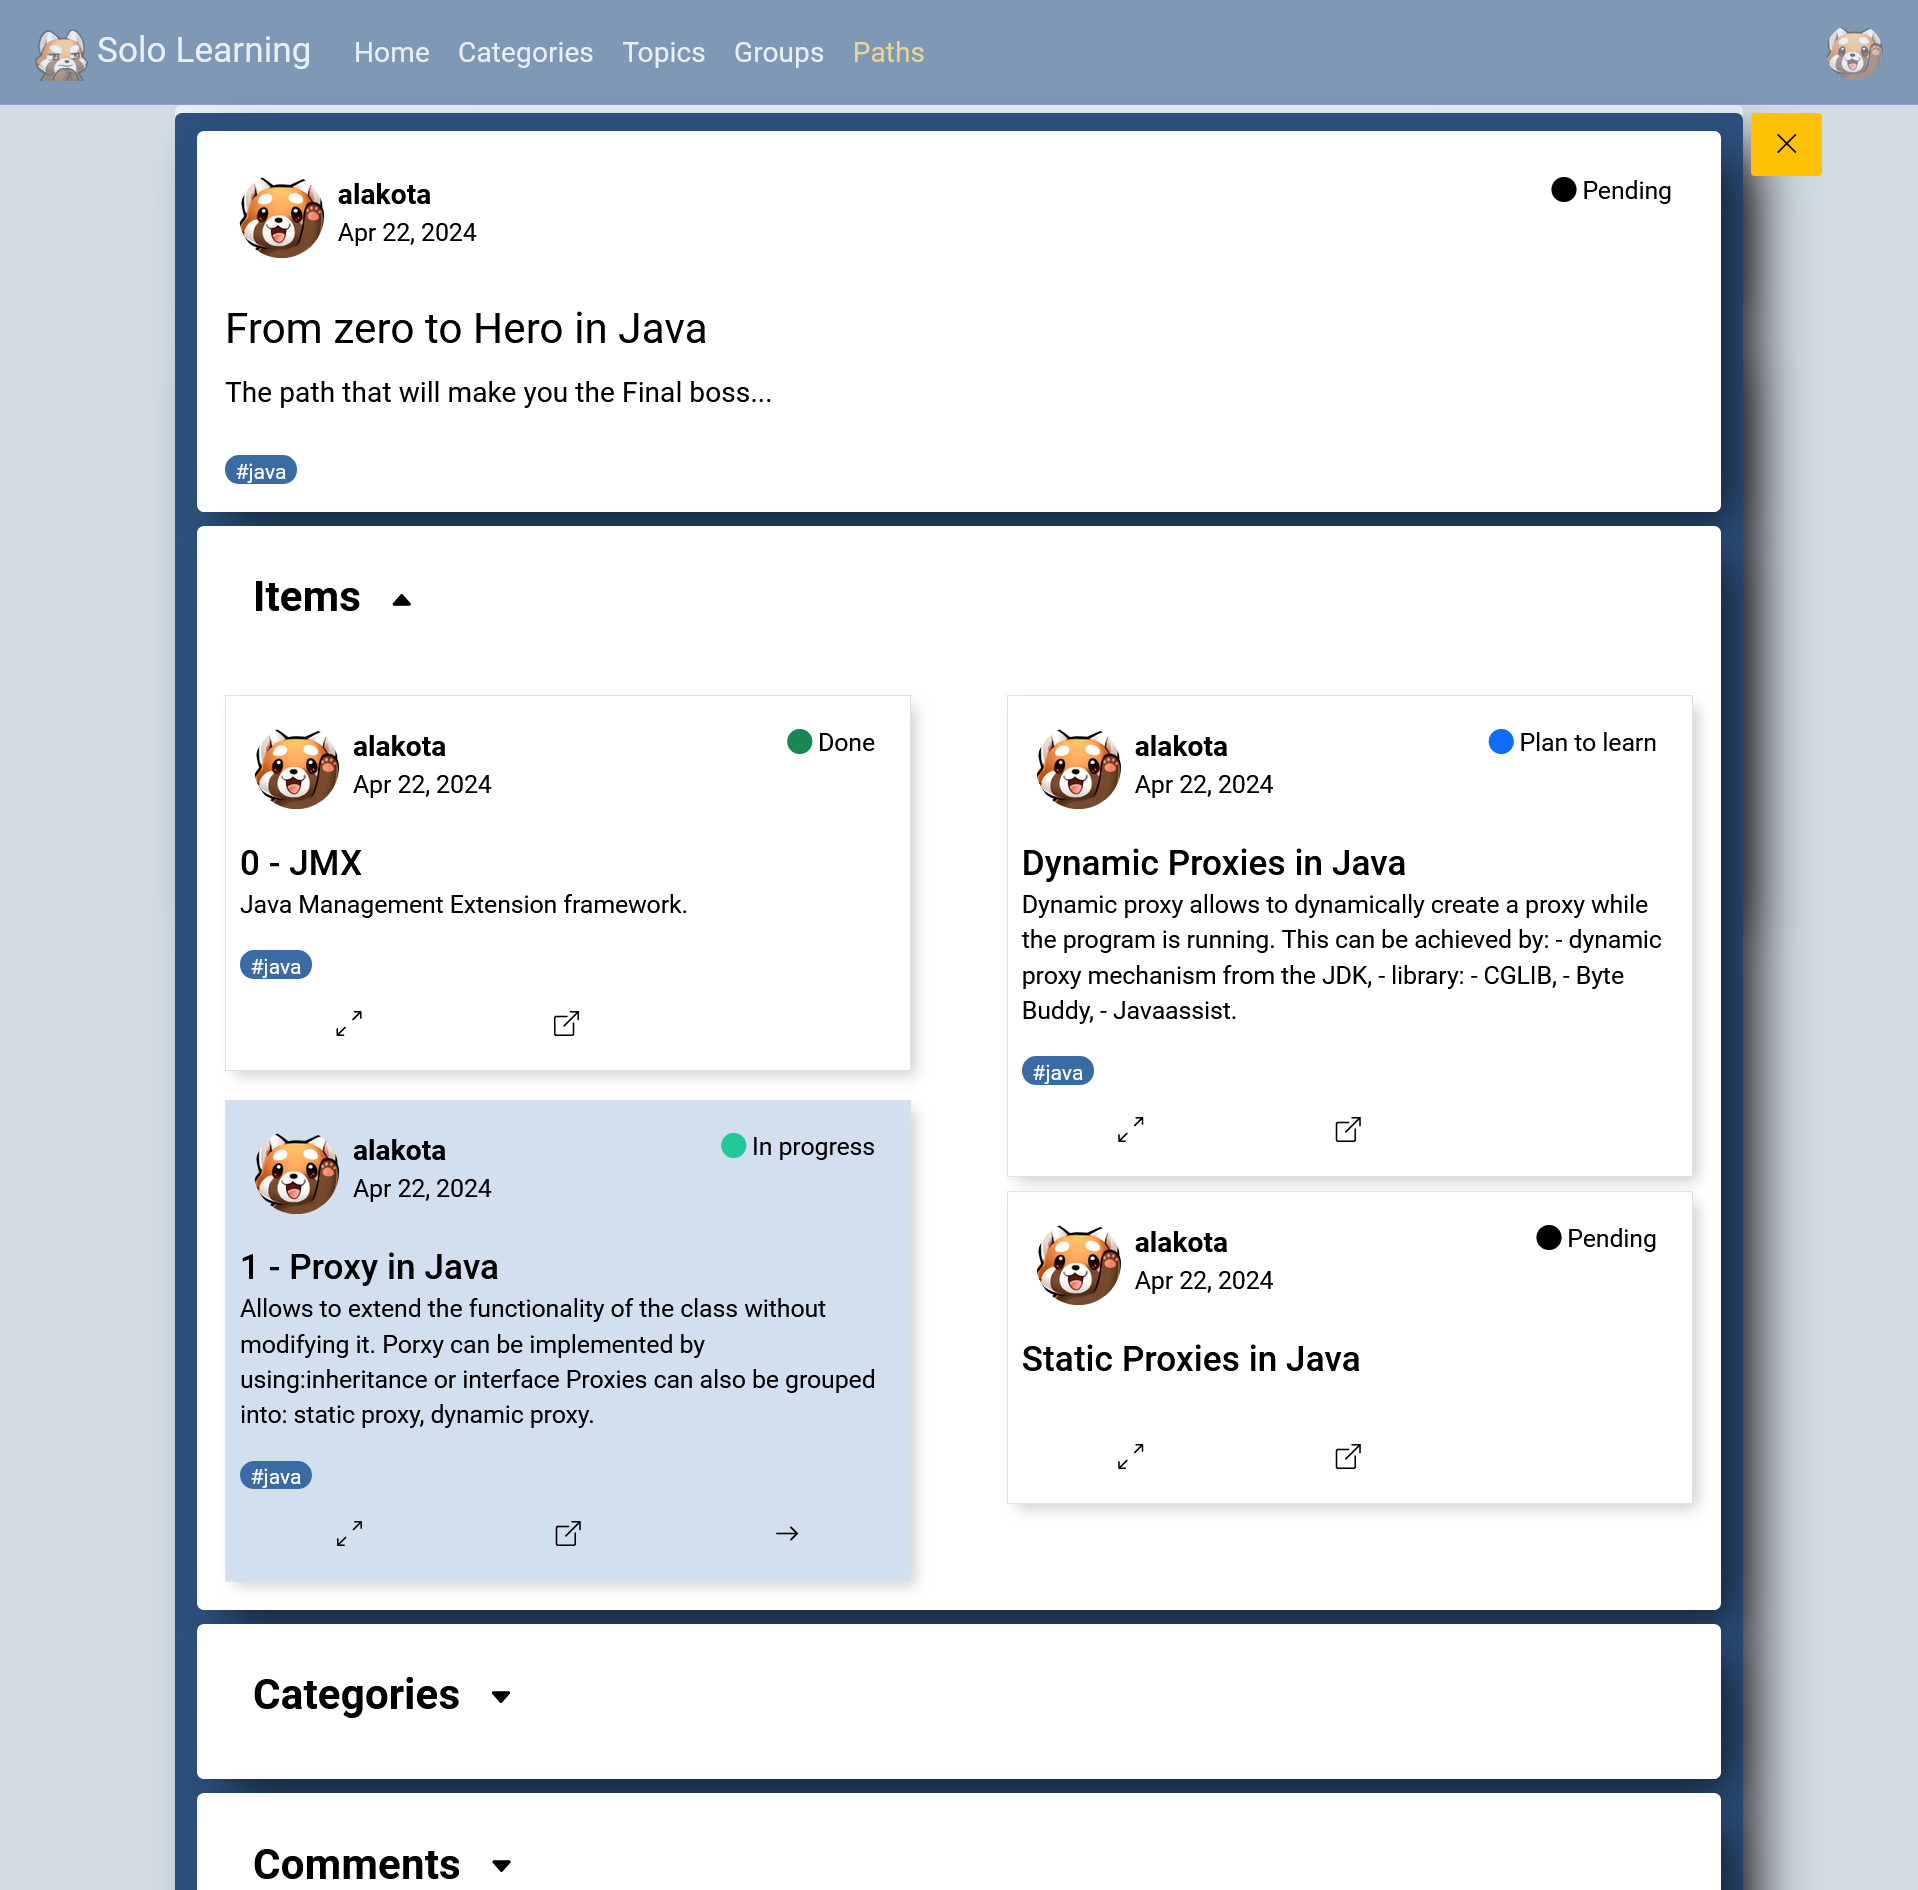 Solo Learning Home Categories Topics Groups Paths
alakota
Apr 22, 2024
Pending
From zero to Hero in Java
The path that will make you the Final boss...
#java
Items
alakota
Apr 22, 2024
Done
0 - JMX
Java Management Extension framework.
#java
alakota
Apr 22, 2024
In progress
1 - Proxy in Java
Allows to extend the functionality of the class without
modifying it. Porxy can be implemented by
using:inheritance or interface Proxies can also be grouped
into: static proxy, dynamic proxy.
#java
alakota
Apr 22, 2024
Plan to learn
Dynamic Proxies in Java
Dynamic proxy allows to dynamically create a proxy while
the program is running. This can be achieved by: - dynamic
proxy mechanism from the JDK, - library: - CGLIB, - Byte
Buddy, - Javaassist.
#java
alakota
Apr 22, 2024
Pending
Static Proxies in Java
Categories
Comments